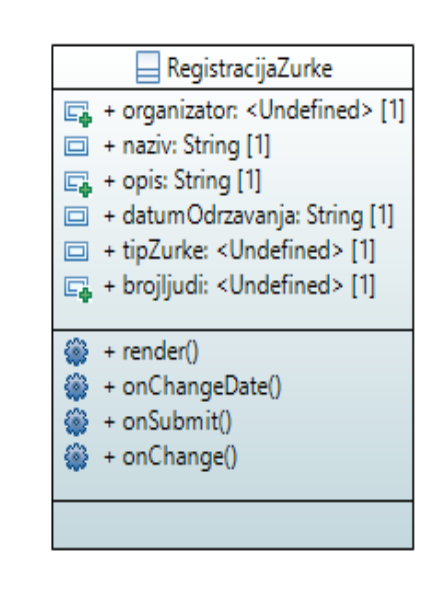 RegistracijaZurke
+ organizator: <Undefined> [1]
+ naziv: String [1]
+ opis: String [1]
+ datumOdrzavanja: String [1]
+ tipZurke: <Undefined> [1]
+ brojljudi: <Undefined> [1]
+ render()
+ onChangeDate()
+ onSubmit()
+ onChange()